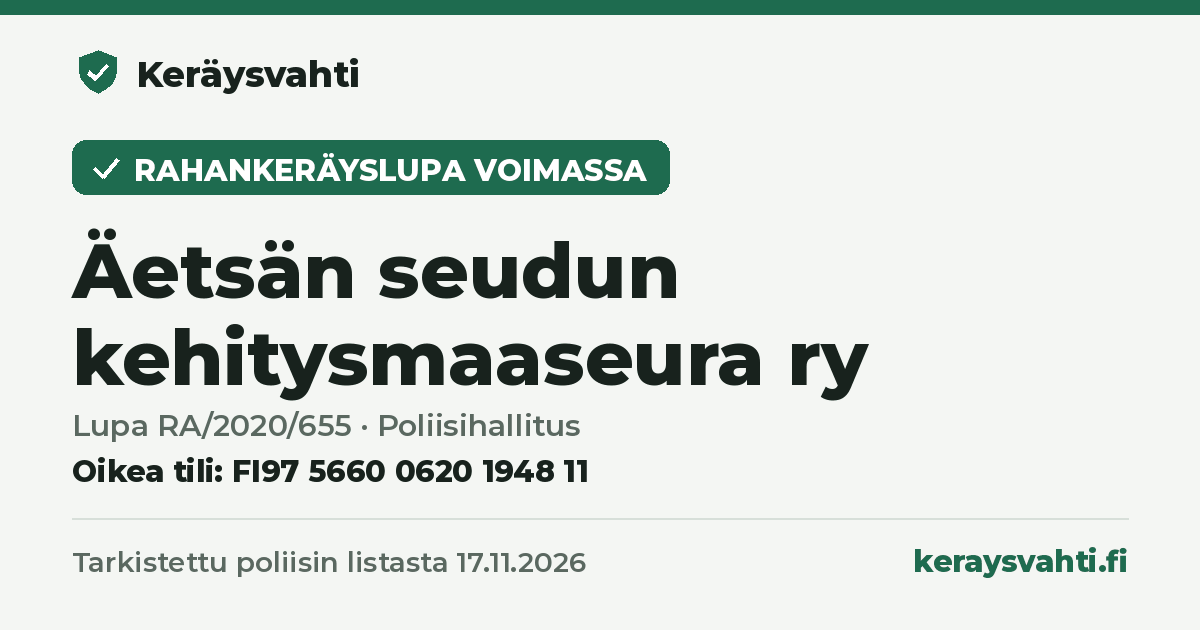 Keräysvahti
RAHANKERÄYSLUPA VOIMASSA
Äetsän seudun
kehitysmaaseura ry
Lupa RA/2020/655 · Poliisihallitus
Oikea tili: FI97 5660 0620 1948 11
Tarkistettu poliisin listasta 17.11.2026
keraysvahti.fi